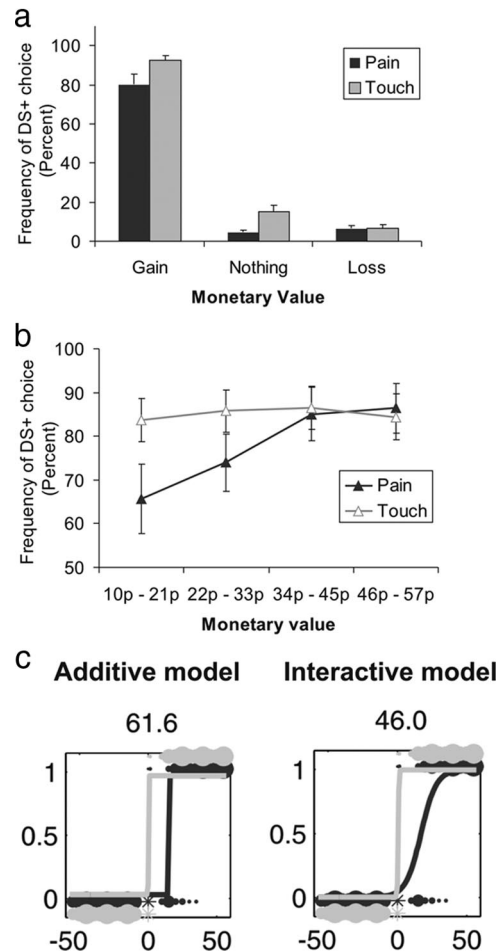 a
Frequency of DS+ choice
(Percent)
100
80
60
40
20
0
Pain
Touch
Gain Nothing Loss
Monetary Value
b
Frequency of DS+ choice
(Percent)
100
90
80
70
60
50
Pain
Touch
10p - 21p 22p - 33p 34p - 45p 46p - 57p
Monetary value
c
Additive model Interactive model
61.6 46.0
1 1
0.5 0.5
0 0
-50 0 50 -50 0 50